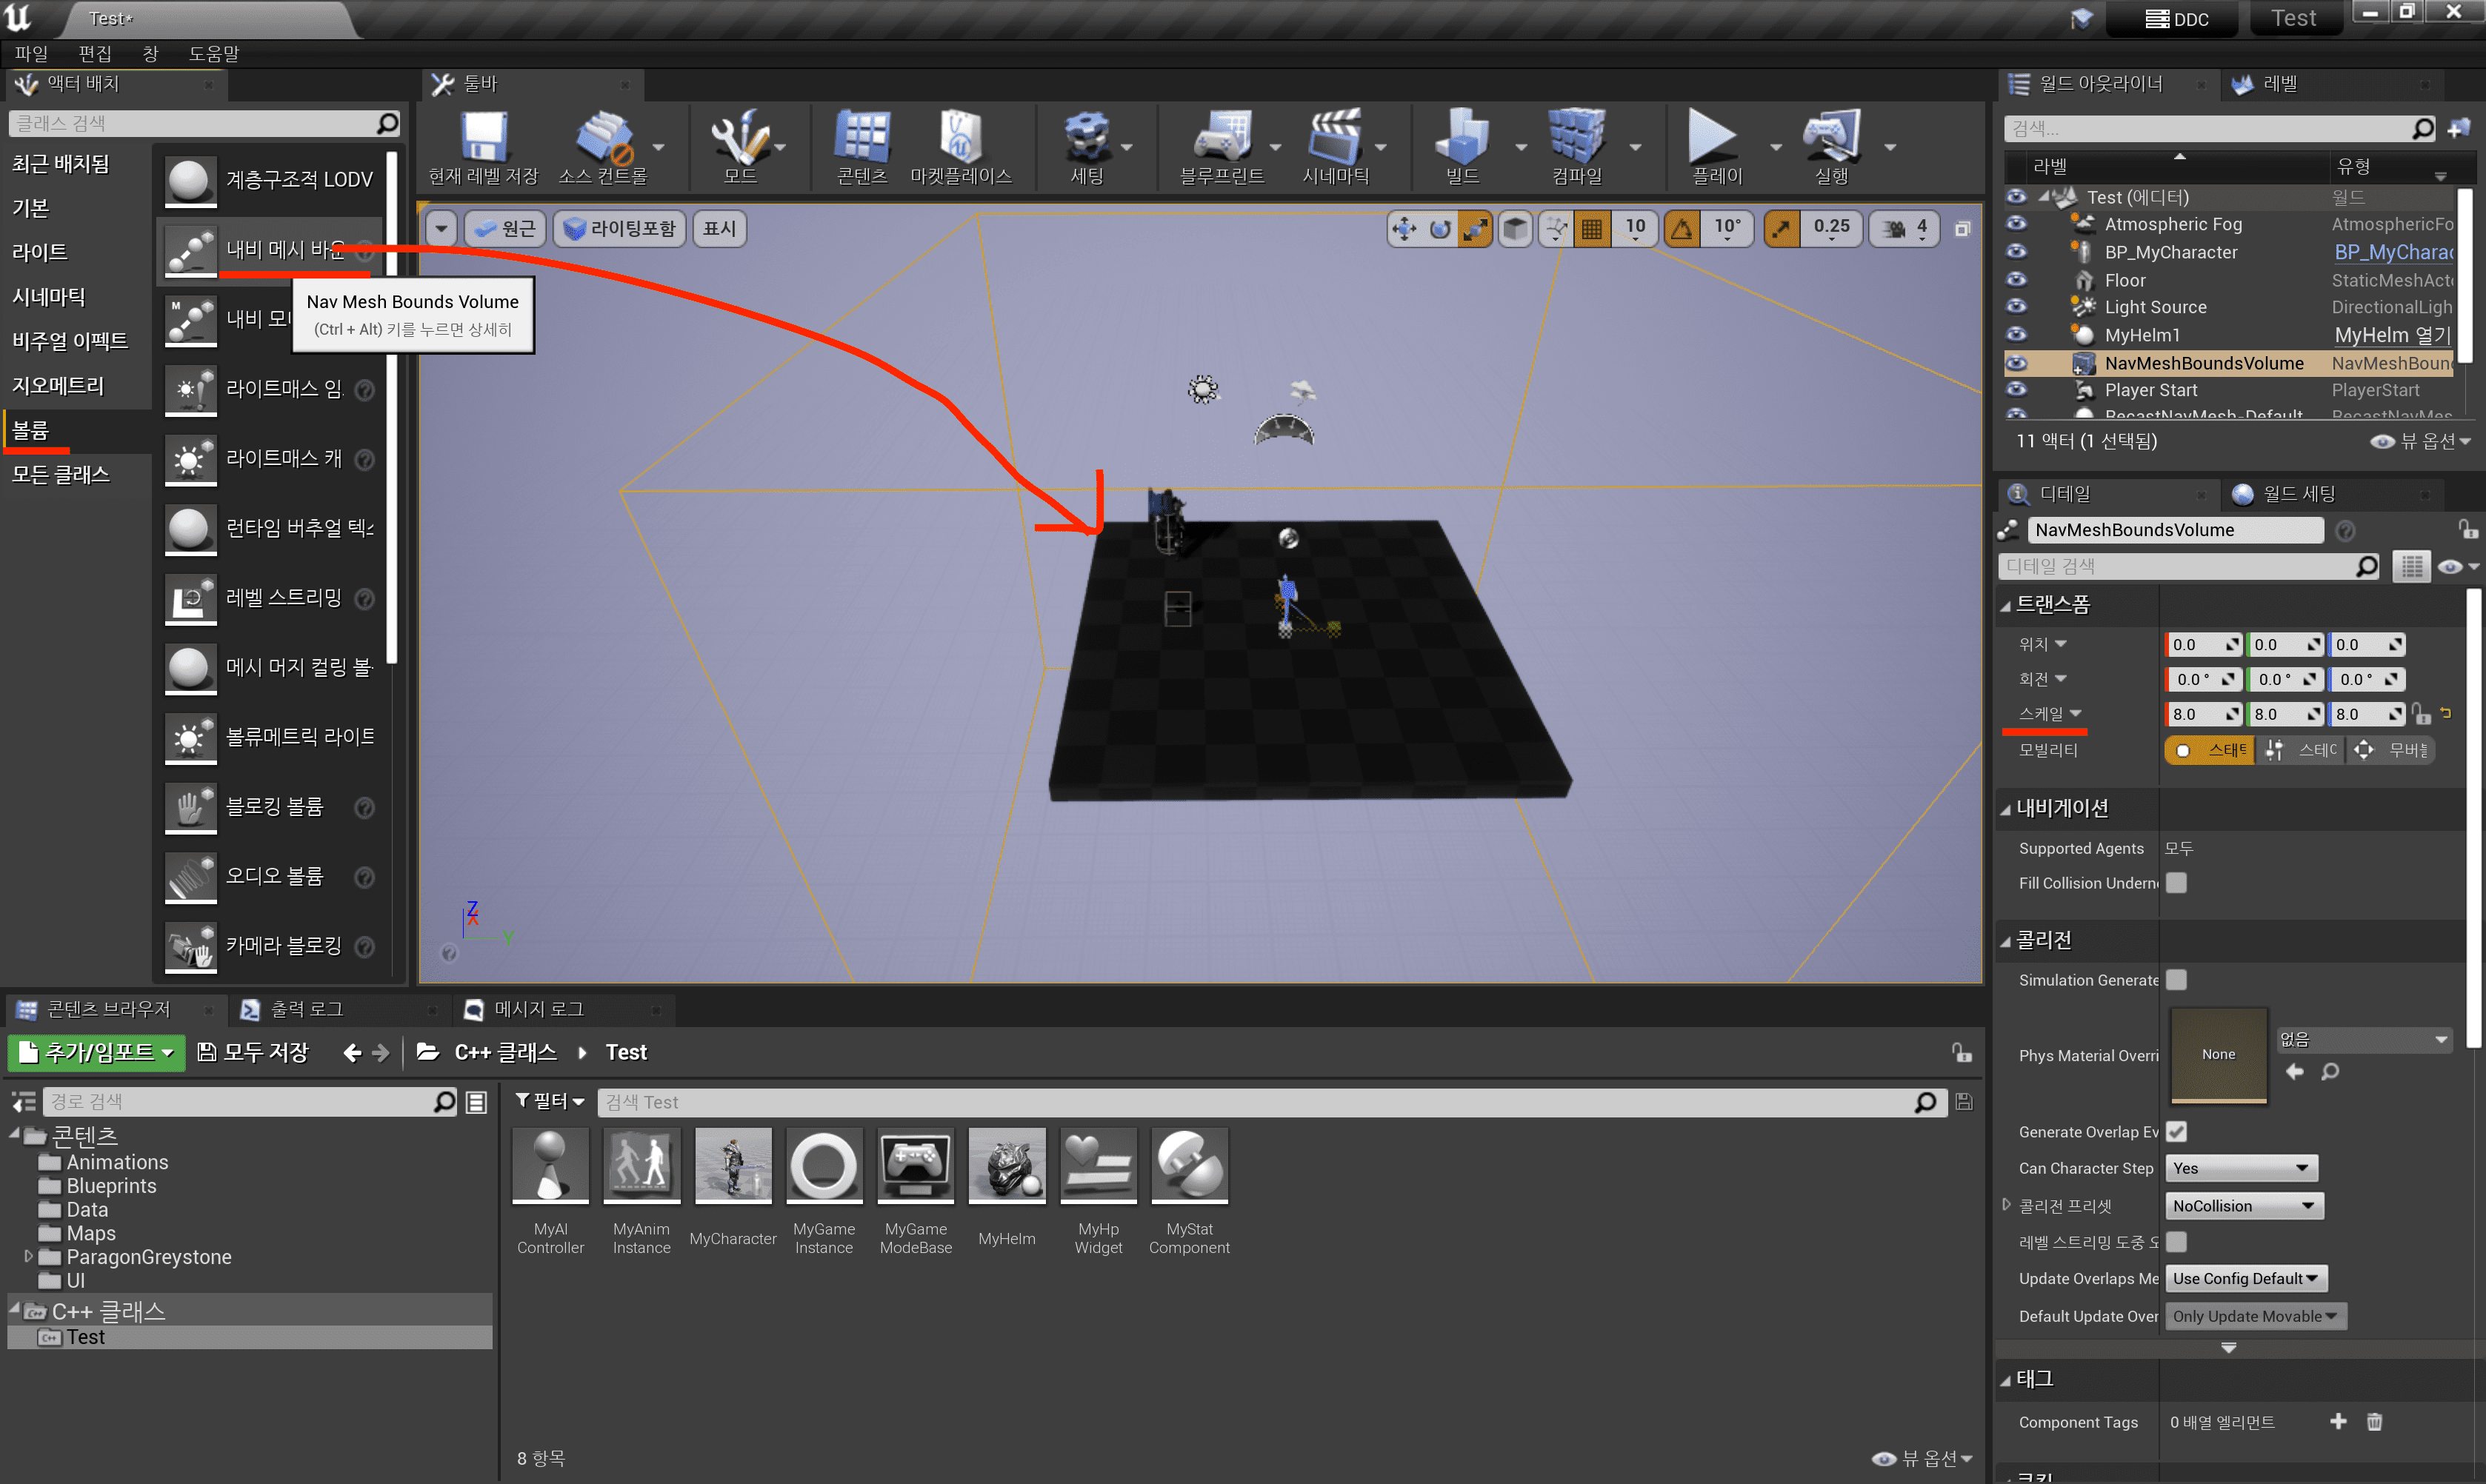 Test*
DDC
Test
파일 편집 창 도움말
액터 배치
클래스 검색
최근 배치됨
기본
라이트
시네마틱
비주얼 이펙트
지오메트리
볼륨
모든 클래스
계층구조적 LODV
내비 메시 바운
내비 모
라이트매스 임
라이트매스 캐
런타임 버추얼 텍스
레벨 스트리밍
메시 머지 컬링 볼
볼류메트릭 라이트
블로킹 볼륨
오디오 볼륨
카메라 블로킹
Nav Mesh Bounds Volume
(Ctrl + Alt) 키를 누르면 상세히
툴바
현재 레벨 저장
소스 컨트롤
모드
콘텐츠
마켓플레이스
세팅
블루프린트
시네마틱
빌드
컴파일
플레이
실행
원근
라이팅포함
표시
10
10°
0.25
4
Z
X
Y
월드 아웃라이너
레벨
검색...
라벨
유형
Test (에디터) 월드
Atmospheric Fog AtmosphericFo
BP_MyCharacter BP_MyCharac
Floor StaticMeshActo
Light Source DirectionalLigh
MyHelm1 MyHelm 열기
NavMeshBoundsVolume NavMeshBound
Player Start PlayerStart
RecastNavMesh-Default RecastNavMes
11 액터 (1 선택됨)
뷰 옵션
디테일
월드 세팅
NavMeshBoundsVolume
디테일 검색
트랜스폼
위치 0.0 0.0 0.0
회전 0.0 ° 0.0 ° 0.0 °
스케일 8.0 8.0 8.0
모빌리티 스태틱 스테이 무버블
내비게이션
Supported Agents 모두
Fill Collision Undern
콜리전
Simulation Generate
Phys Material Overri
None
없음
Generate Overlap Ev
Can Character Step Yes
콜리전 프리셋 NoCollision
레벨 스트리밍 도중 오
Update Overlaps Me Use Config Default
Default Update Over Only Update Movable
태그
Component Tags 0 배열 엘리먼트
쿠킹
콘텐츠 브라우저
출력 로그
메시지 로그
추가/임포트
모두 저장
C++ 클래스
Test
경로 검색
필터
검색 Test
콘텐츠
Animations
Blueprints
Data
Maps
ParagonGreystone
UI
C++ 클래스
Test
MyAI
Controller
MyAnim
Instance
MyCharacter
MyGame
Instance
MyGame
ModeBase
MyHelm
MyHp
Widget
MyStat
Component
8 항목
뷰 옵션